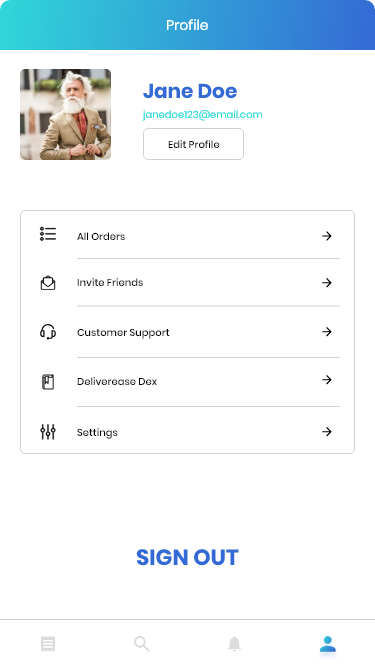 Profile
Jane Doe
janedoe123@email.com
Edit Profile
All Orders
Invite Friends
Customer Support
Deliverease Dex
Settings
SIGN OUT